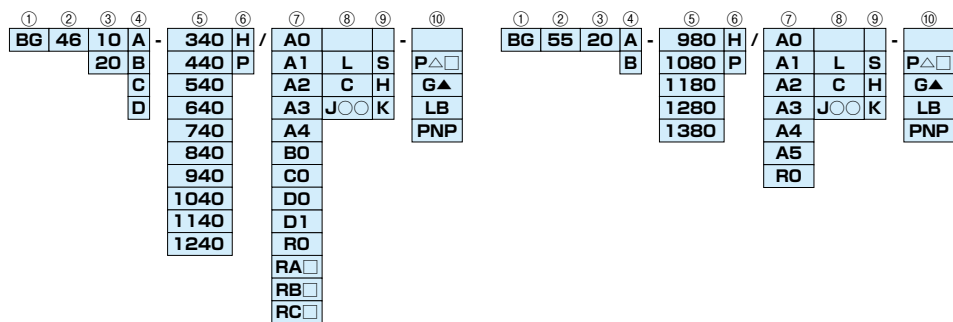 ① ② ③ ④ ⑤ ⑥ ⑦ ⑧ ⑨ ⑩
BG 46 10 A - 340 H / A0 -
20 B 440 P A1 L S P△□
C 540 A2 C H G▲
D 640 A3 J○○ K LB
740 A4 PNP
840 B0
940 C0
1040 D0
1140 D1
1240 R0
RA□
RB□
RC□
① ② ③ ④ ⑤ ⑥ ⑦ ⑧ ⑨ ⑩
BG 55 20 A - 980 H / A0 -
B 1080 P A1 L S P△□
1180 A2 C H G▲
1280 A3 J○○ K LB
1380 A4 PNP
A5
R0